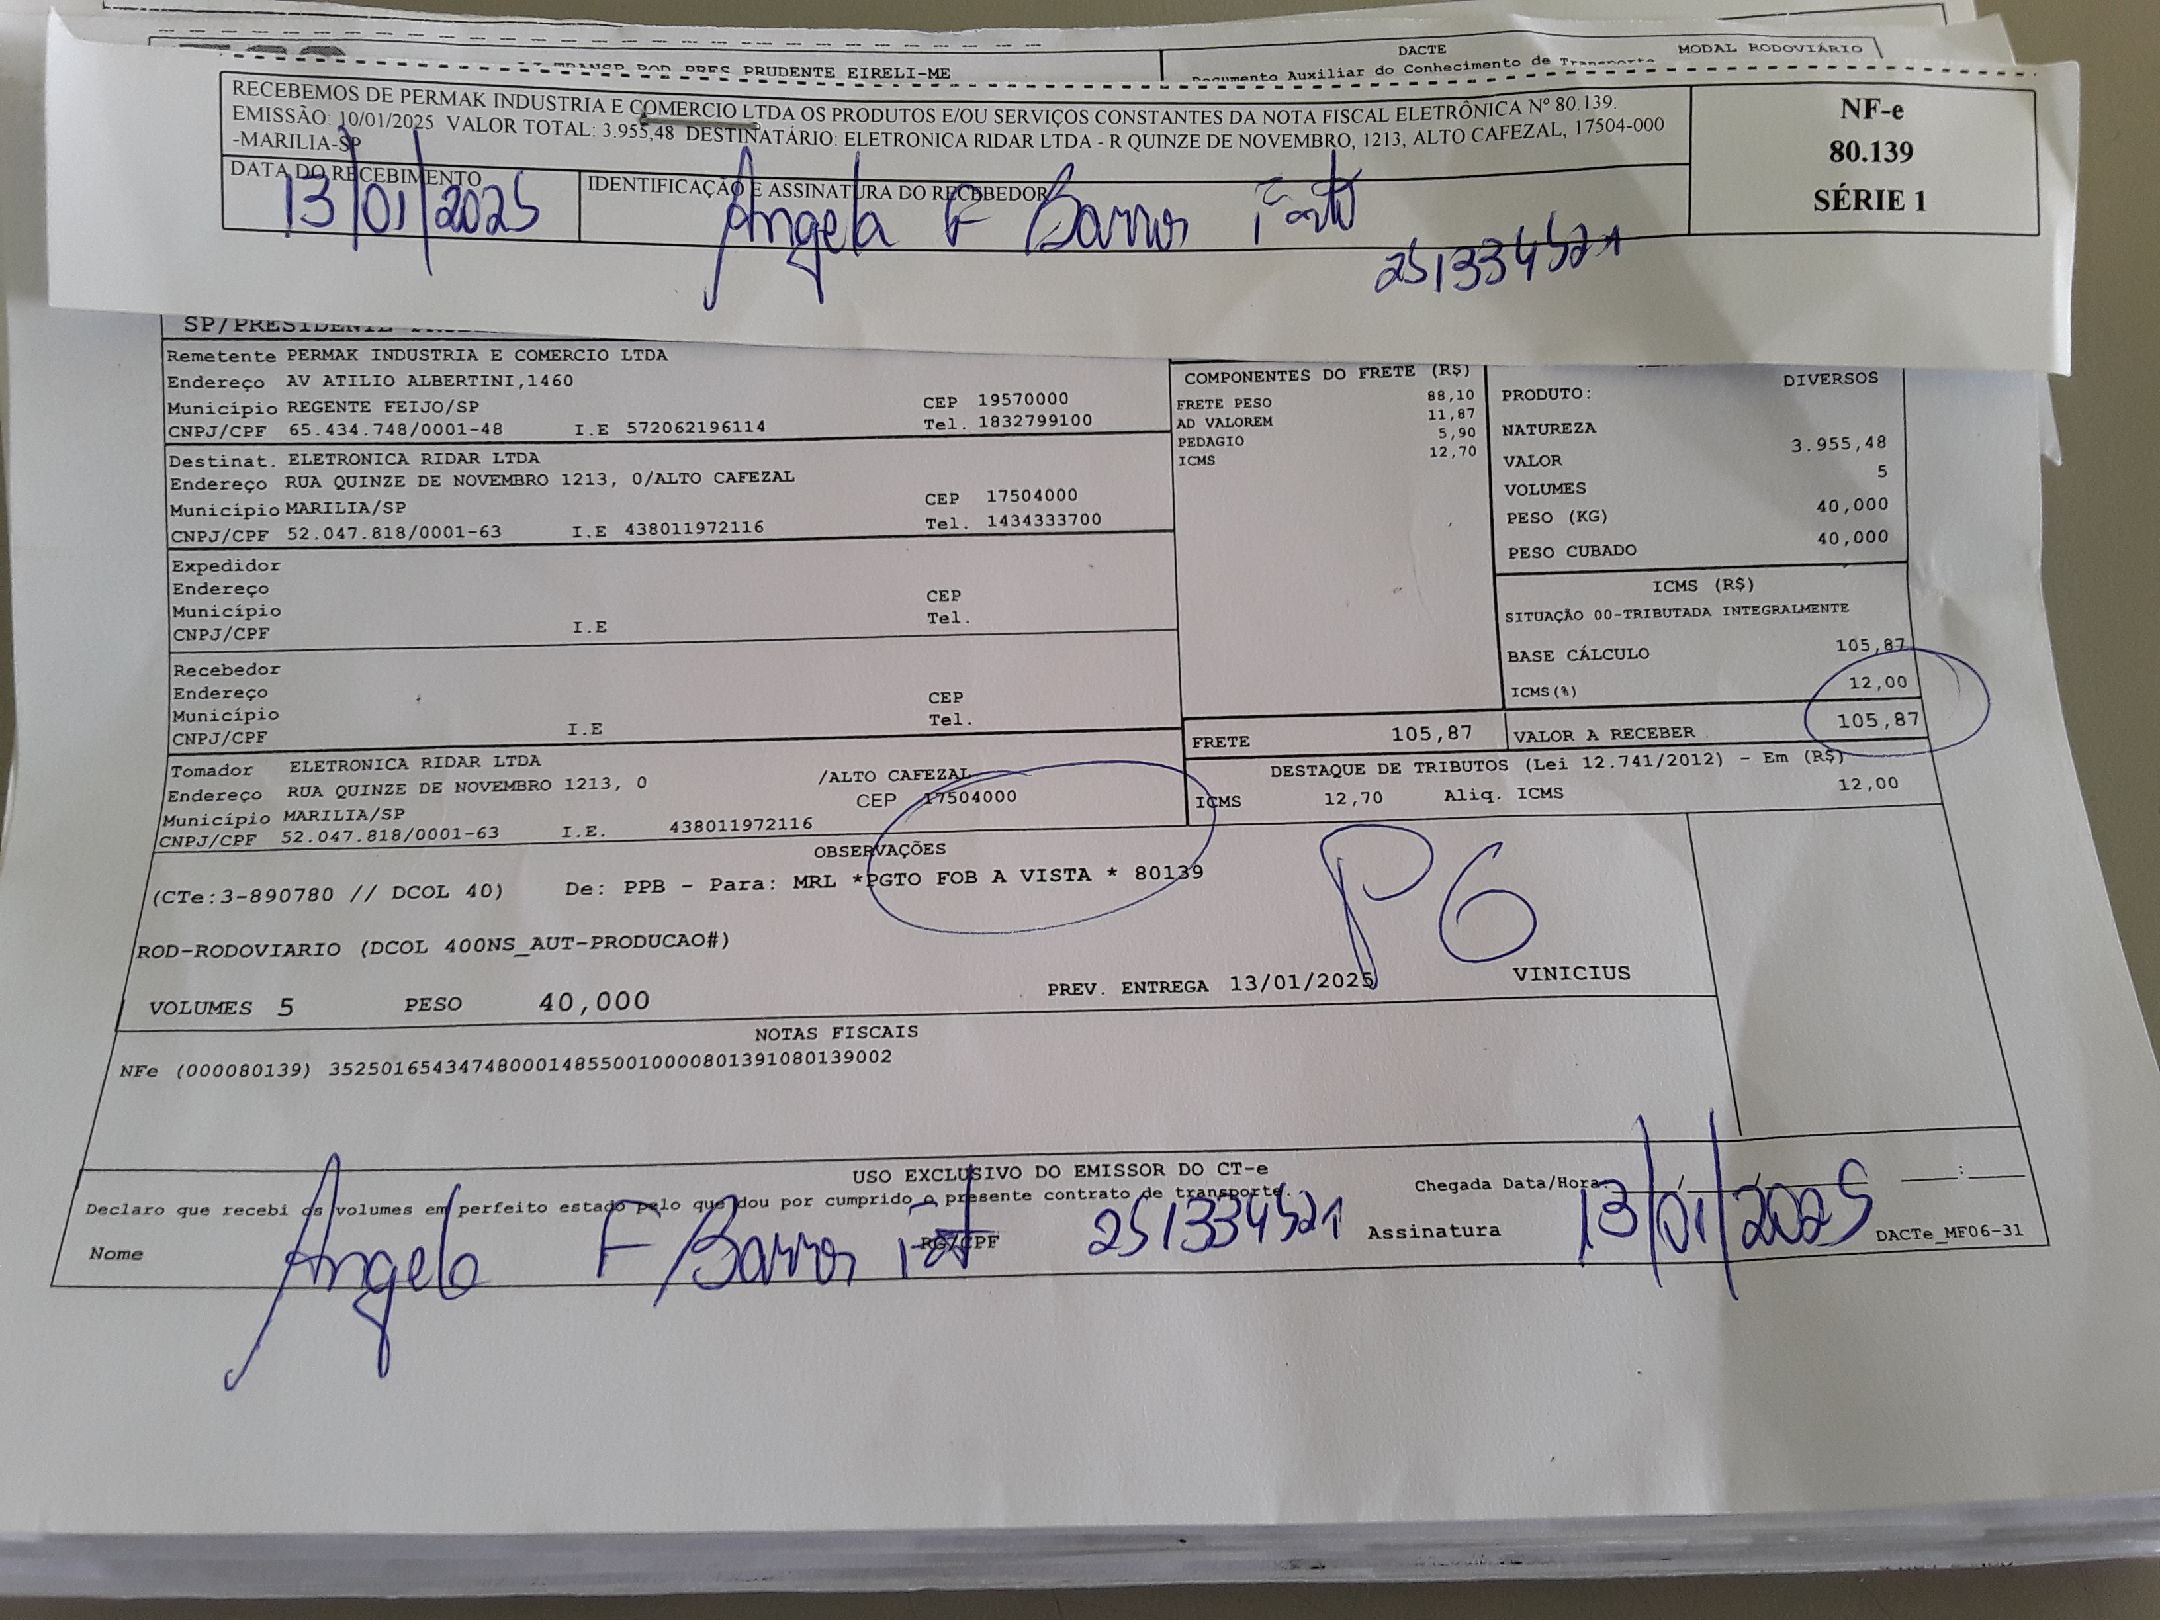 DACTE MODAL RODOVIÁRIO
TRANSP ROD PRES PRUDENTE EIRELI-ME
Documento Auxiliar do Conhecimento de Transporte
RECEBEMOS DE PERMAK INDUSTRIA E COMERCIO LTDA OS PRODUTOS E/OU SERVIÇOS CONSTANTES DA NOTA FISCAL ELETRÔNICA Nº 80.139.
EMISSÃO: 10/01/2025 VALOR TOTAL: 3.955,48 DESTINATÁRIO: ELETRONICA RIDAR LTDA - R QUINZE DE NOVEMBRO, 1213, ALTO CAFEZAL, 17504-000
-MARILIA-SP
NF-e
80.139
SÉRIE 1
DATA DO RECEBIMENTO
13/01/2025
IDENTIFICAÇÃO E ASSINATURA DO RECEBEDOR
Angela F Barros
251334521
SP/PRESIDENTE
Remetente PERMAK INDUSTRIA E COMERCIO LTDA
Endereço AV ATILIO ALBERTINI,1460
Município REGENTE FEIJO/SP CEP 19570000
CNPJ/CPF 65.434.748/0001-48 I.E 572062196114 Tel. 1832799100
Destinat. ELETRONICA RIDAR LTDA
Endereço RUA QUINZE DE NOVEMBRO 1213, 0/ALTO CAFEZAL
Municipio MARILIA/SP CEP 17504000
CNPJ/CPF 52.047.818/0001-63 I.E 438011972116 Tel. 1434333700
Expedidor
Endereço
Município CEP
CNPJ/CPF I.E Tel.
Recebedor
Endereço
Município CEP
CNPJ/CPF I.E Tel.
Tomador ELETRONICA RIDAR LTDA
Endereço RUA QUINZE DE NOVEMBRO 1213, 0 /ALTO CAFEZAL
Município MARILIA/SP CEP 17504000
CNPJ/CPF 52.047.818/0001-63 I.E. 438011972116
COMPONENTES DO FRETE (R$)
FRETE PESO 88,10
AD VALOREM 11,87
PEDAGIO 5,90
ICMS 12,70
PRODUTO: DIVERSOS
NATUREZA
VALOR 3.955,48
VOLUMES 5
PESO (KG) 40,000
PESO CUBADO 40,000
ICMS (R$)
SITUAÇÃO 00-TRIBUTADA INTEGRALMENTE
BASE CÁLCULO 105,87
ICMS(%) 12,00
FRETE 105,87 VALOR A RECEBER 105,87
DESTAQUE DE TRIBUTOS (Lei 12.741/2012) - Em (R$)
ICMS 12,70 Aliq. ICMS 12,00
OBSERVAÇÕES
(CTe:3-890780 // DCOL 40) De: PPB - Para: MRL *PGTO FOB A VISTA * 80139
P6
ROD-RODOVIARIO (DCOL 400NS_AUT-PRODUCAO#)
VOLUMES 5 PESO 40,000 PREV. ENTREGA 13/01/2025 VINICIUS
NOTAS FISCAIS
NFe (000080139) 35250165434748000148550010000801391080139002
USO EXCLUSIVO DO EMISSOR DO CT-e
Declaro que recebi os volumes em perfeito estado pelo que dou por cumprido o presente contrato de transporte.
Chegada Data/Hora: 13/01/2025
Nome Angela F Barros RG/CPF 251334521 Assinatura
DACTe_MF06-31